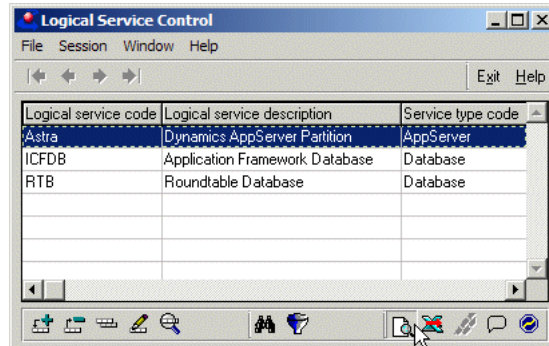 Logical Service Control
File Session Window Help
Exit Help
Logical service code Logical service description Service type code
Astra Dynamics AppServer Partition AppServer
ICFDB Application Framework Database Database
RTB Roundtable Database Database